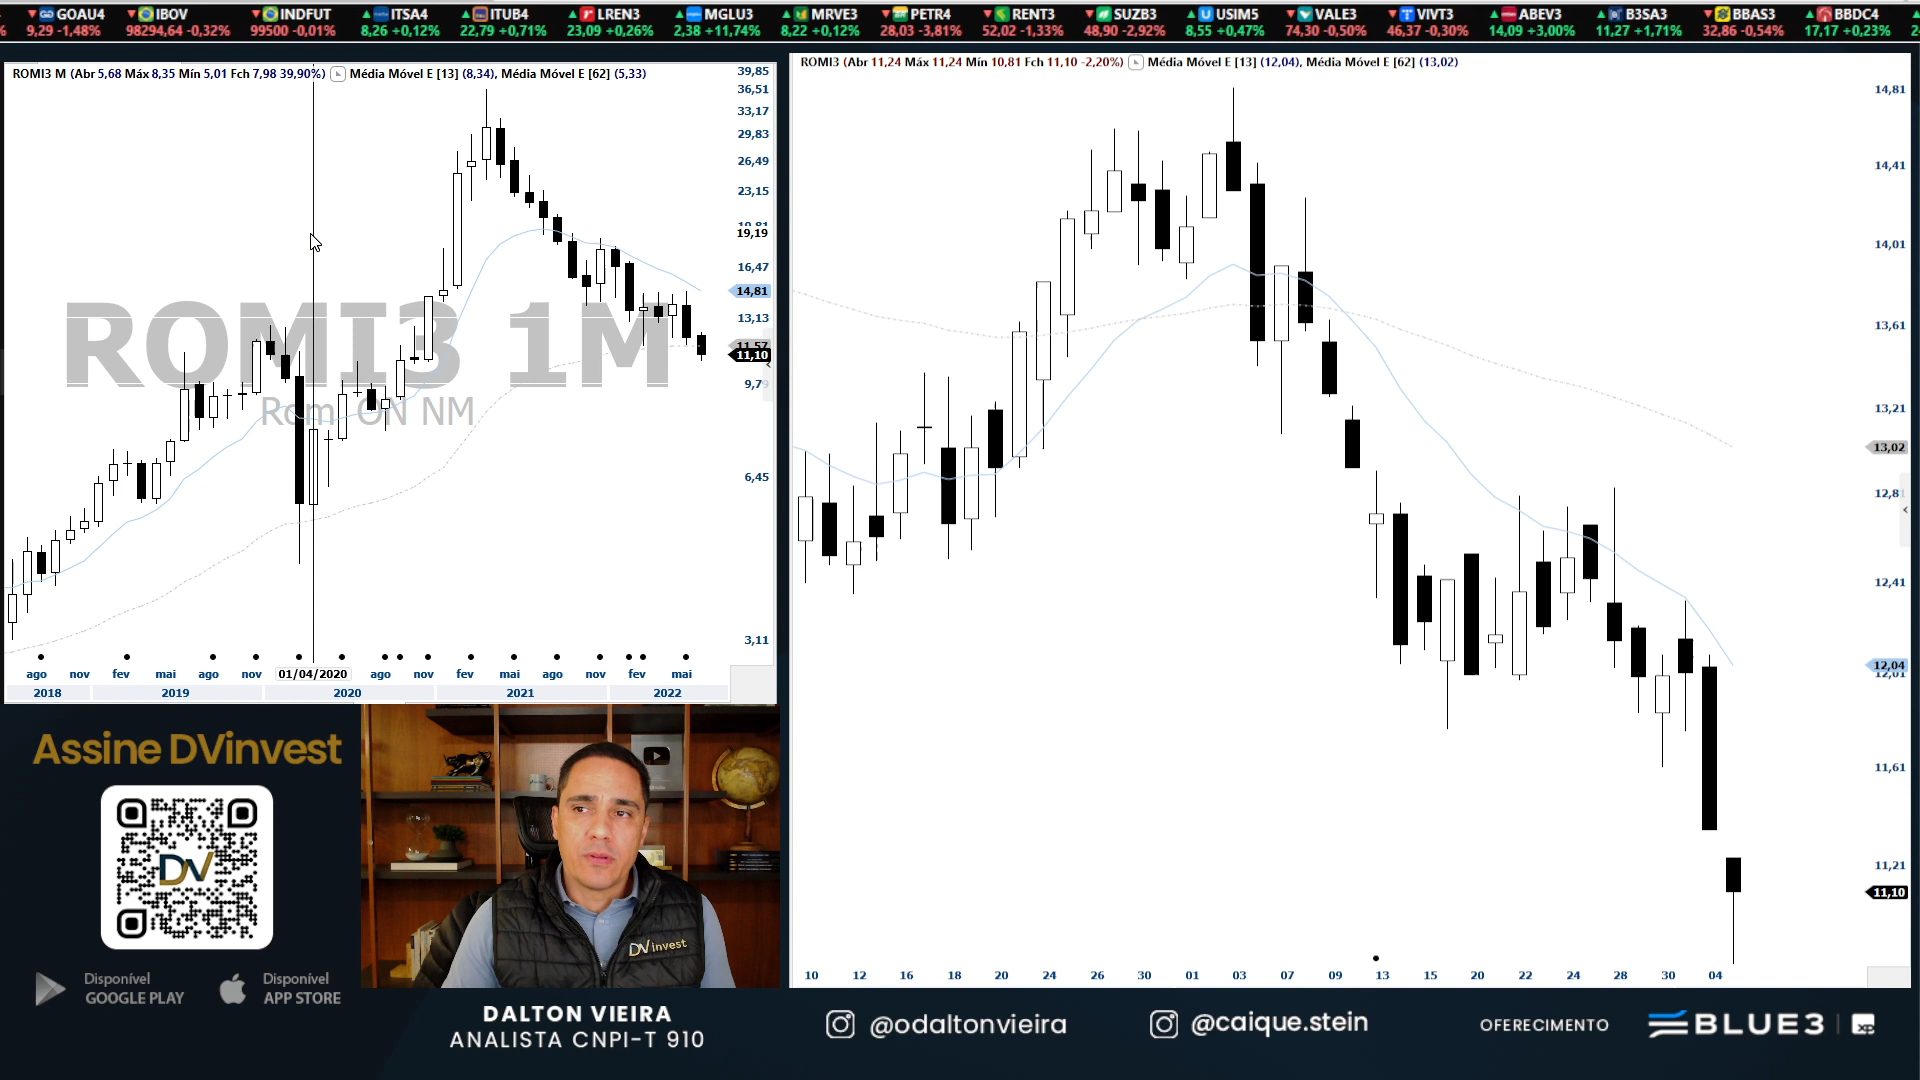 GOAU4 IBOV INDFUT ITSA4 ITUB4 LREN3 MGLU3 MRVE3 PETR4 RENT3 SUZB3 USIM5 VALE3 VIVT3 ABEV3 B3SA3 BBAS3 BBDC4
9,29 -1,48% 98294,64 -0,32% 99500 -0,01% 8,26 +0,12% 22,79 +0,71% 23,09 +0,26% 2,38 +11,74% 8,22 +0,12% 28,03 -3,81% 52,02 -1,33% 48,90 -2,92% 8,55 +0,47% 74,30 -0,50% 46,37 -0,30% 14,09 +3,00% 11,27 +1,71% 32,86 -0,54% 17,17 +0,23%
ROMI3 M (Abr 5,68 Máx 8,35 Mín 5,01 Fch 7,98 39,90%) Média Móvel E [13] (8,34), Média Móvel E [62] (5,33)
39,85
36,51
33,17
29,83
26,49
23,15
19,19
16,47
14,81
13,13
11,57
11,10
9,79
6,45
3,11
ROMI3 1M
Romi ON NM
ago nov fev mai ago nov 01/04/2020 ago nov fev mai ago nov fev mai
2018 2019 2020 2021 2022
ROMI3 (Abr 11,24 Máx 11,24 Mín 10,81 Fch 11,10 -2,20%) Média Móvel E [13] (12,04), Média Móvel E [62] (13,02)
14,81
14,41
14,01
13,61
13,21
13,02
12,8
12,41
12,04
12,01
11,61
11,21
11,10
10 12 16 18 20 24 26 30 01 03 07 09 13 15 20 22 24 28 30 04
Assine DVinvest
DV
Disponível
GOOGLE PLAY
Disponível
APP STORE
DVinvest
DALTON VIEIRA
ANALISTA CNPI-T 910
@odaltonvieira
@caique.stein
OFERECIMENTO
BLUE3
xp